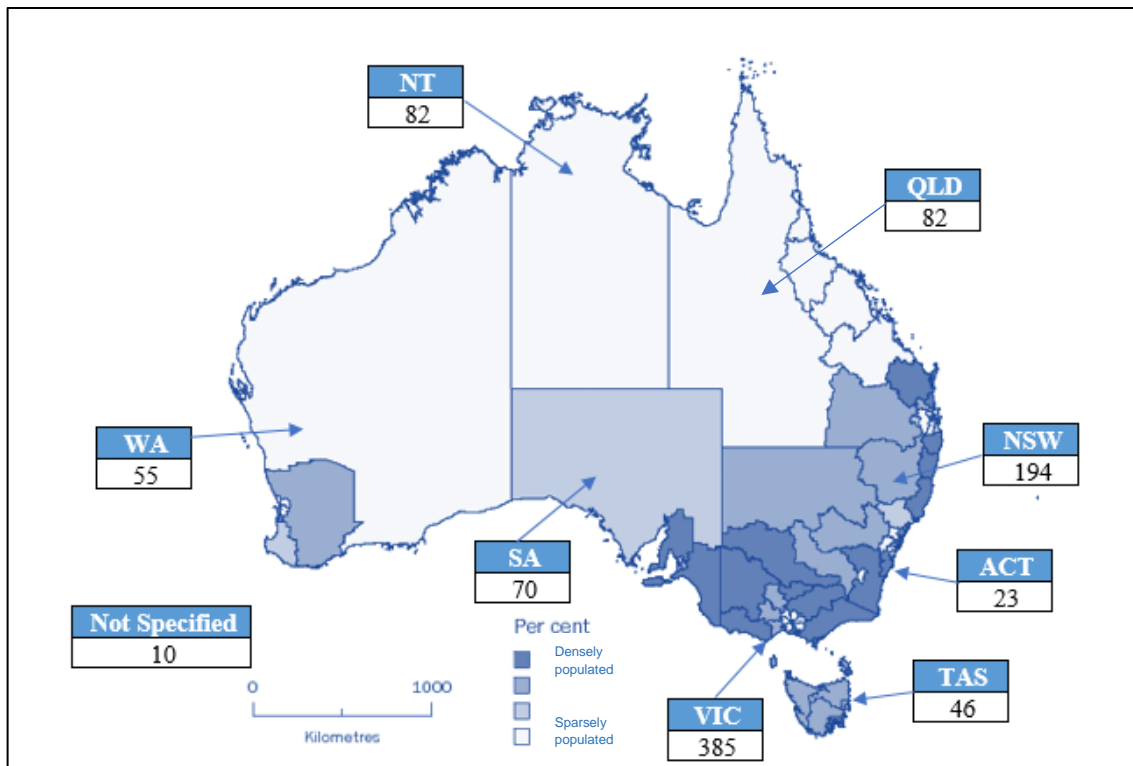 NT
82
QLD
82
WA
55
NSW
194
SA
70
ACT
23
Not Specified
10
Per cent
Densely
populated
Sparsely
populated
0 1000
Kilometres
VIC
385
TAS
46